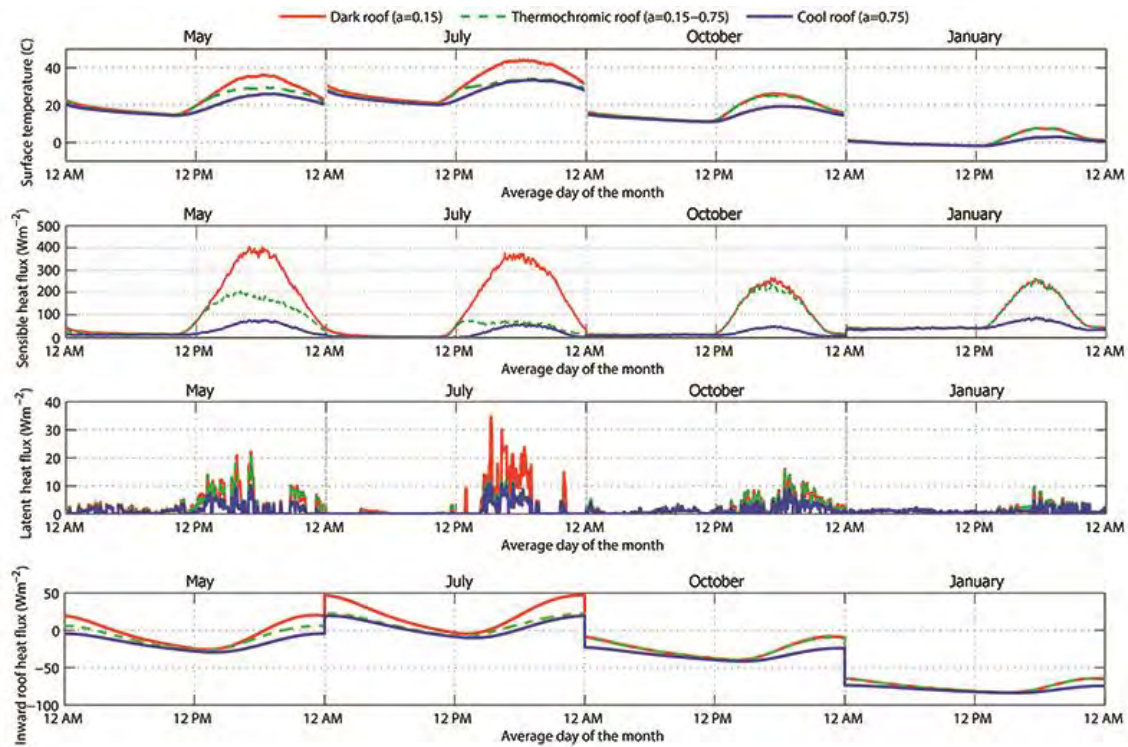 Dark roof (a=0.15) Thermochromic roof (a=0.15–0.75) Cool roof (a=0.75)
May July October January
Surface temperature (C)
40
20
0
12 AM 12 PM 12 AM 12 PM 12 AM 12 PM 12 AM 12 PM 12 AM
Average day of the month
May July October January
Sensible heat flux (Wm⁻²)
500
400
300
200
100
0
12 AM 12 PM 12 AM 12 PM 12 AM 12 PM 12 AM 12 PM 12 AM
Average day of the month
May July October January
Latent heat flux (Wm⁻²)
40
30
20
10
0
12 AM 12 PM 12 AM 12 PM 12 AM 12 PM 12 AM 12 PM 12 AM
Average day of the month
May July October January
Inward roof heat flux (Wm⁻²)
50
0
−50
−100
12 AM 12 PM 12 AM 12 PM 12 AM 12 PM 12 AM 12 PM 12 AM
Average day of the month